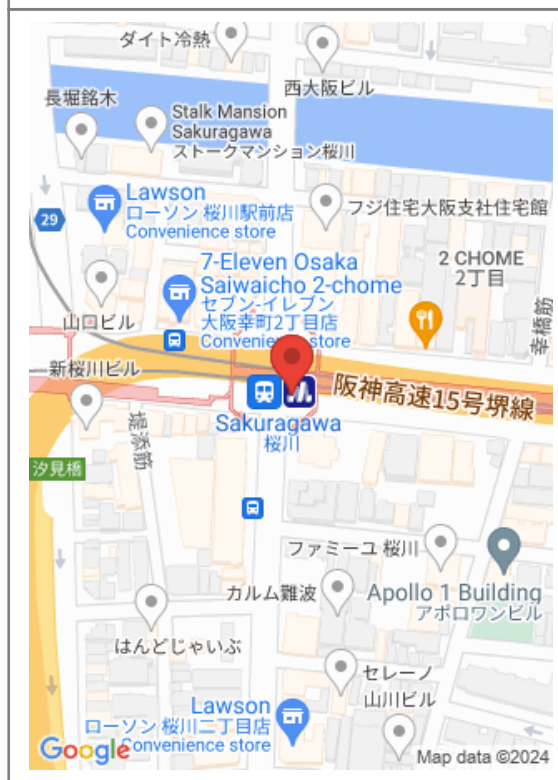 ダイト冷熱
西大阪ビル
長堀銘木
Stalk Mansion
Sakuragawa
ストークマンション桜川
Lawson
ローソン 桜川駅前店
Convenience store
フジ住宅大阪支社住宅館
29
7-Eleven Osaka
Saiwaicho 2-chome
セブン-イレブン
大阪幸町2丁目店
Convenience store
2 CHOME
2丁目
幸橋筋
山口ビル
新桜川ビル
阪神高速15号堺線
Sakuragawa
桜川
堤添筋
汐見橋
ファミーユ 桜川
カルム難波
Apollo 1 Building
アポロワンビル
はんどじゃいぶ
セレーノ
山川ビル
Lawson
ローソン 桜川二丁目店
Convenience store
Google
Map data ©2024